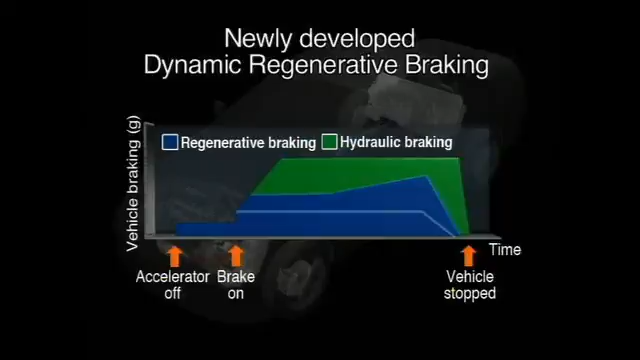 Newly developed
Dynamic Regenerative Braking
Vehicle braking (g)
Regenerative braking
Hydraulic braking
Time
Accelerator
off
Brake
on
Vehicle
stopped